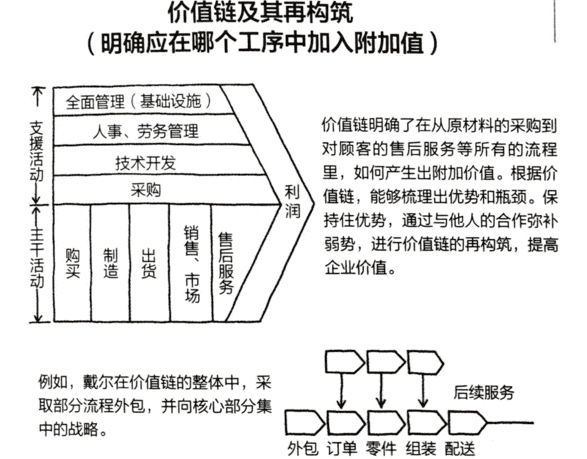 价值链及其再构筑
（明确应在哪个工序中加入附加值）
支援活动
全面管理（基础设施）
人事、劳务管理
技术开发
采购
利润
主干活动
购买
制造
出货
销售、市场
售后服务
价值链明确了在从原材料的采购到
对顾客的售后服务等所有的流程
里，如何产生出附加价值。根据价
值链，能够梳理出优势和瓶颈。保
持住优势，通过与他人的合作弥补
弱势，进行价值链的再构筑，提高
企业价值。
例如，戴尔在价值链的整体中，采
取部分流程外包，并向核心部分集
中的战略。
后续服务
外包 订单 零件 组装 配送